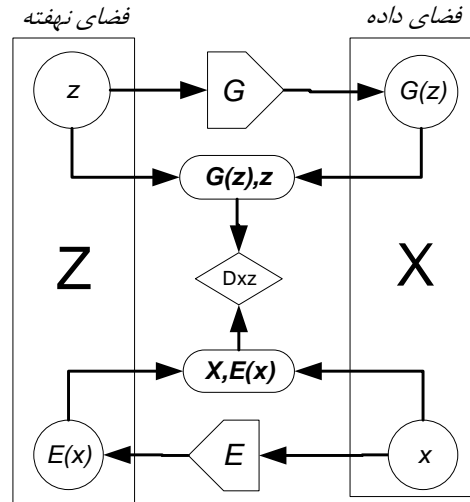 فضای نهفته
فضای داده
z
G
G(z)
G(z),z
Z
Dxz
X
X,E(x)
E(x)
E
x